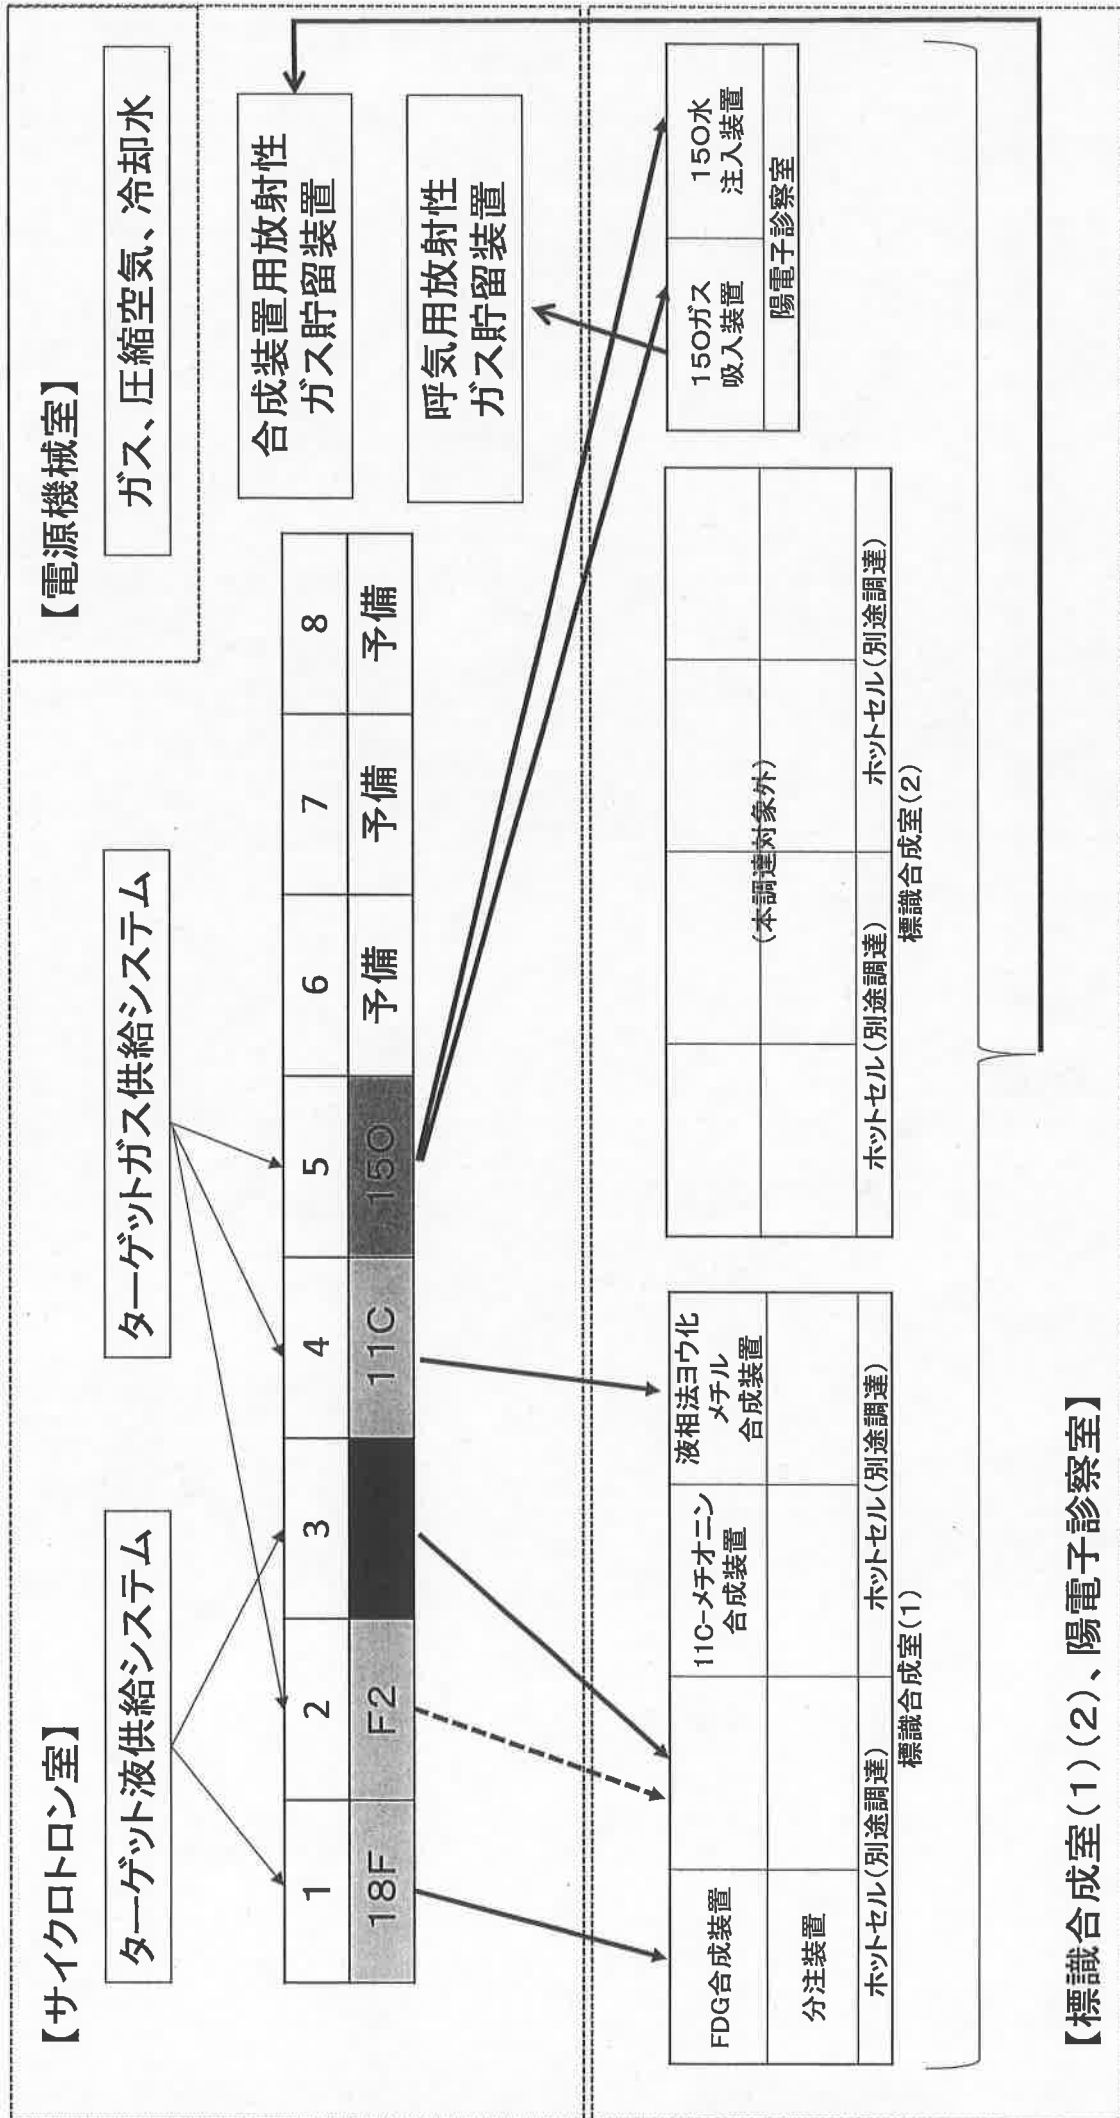 【サイクロトロン室】
【電源機械室】
ターゲット液供給システム
ターゲットガス供給システム
ガス、圧縮空気、冷却水
1
2
3
4
5
6
7
8
18F
F2
11C
15O
予備
予備
予備
合成装置用放射性
ガス貯留装置
呼気用放射性
ガス貯留装置
FDG合成装置
分注装置
11C-メチオニン
合成装置
液相法ヨウ化
メチル
合成装置
ホットセル(別途調達)
ホットセル(別途調達)
標識合成室(1)
(本調達対象外)
ホットセル(別途調達)
ホットセル(別途調達)
標識合成室(2)
15Oガス
吸入装置
15O水
注入装置
陽電子診察室
【標識合成室(1)(2)、陽電子診察室】